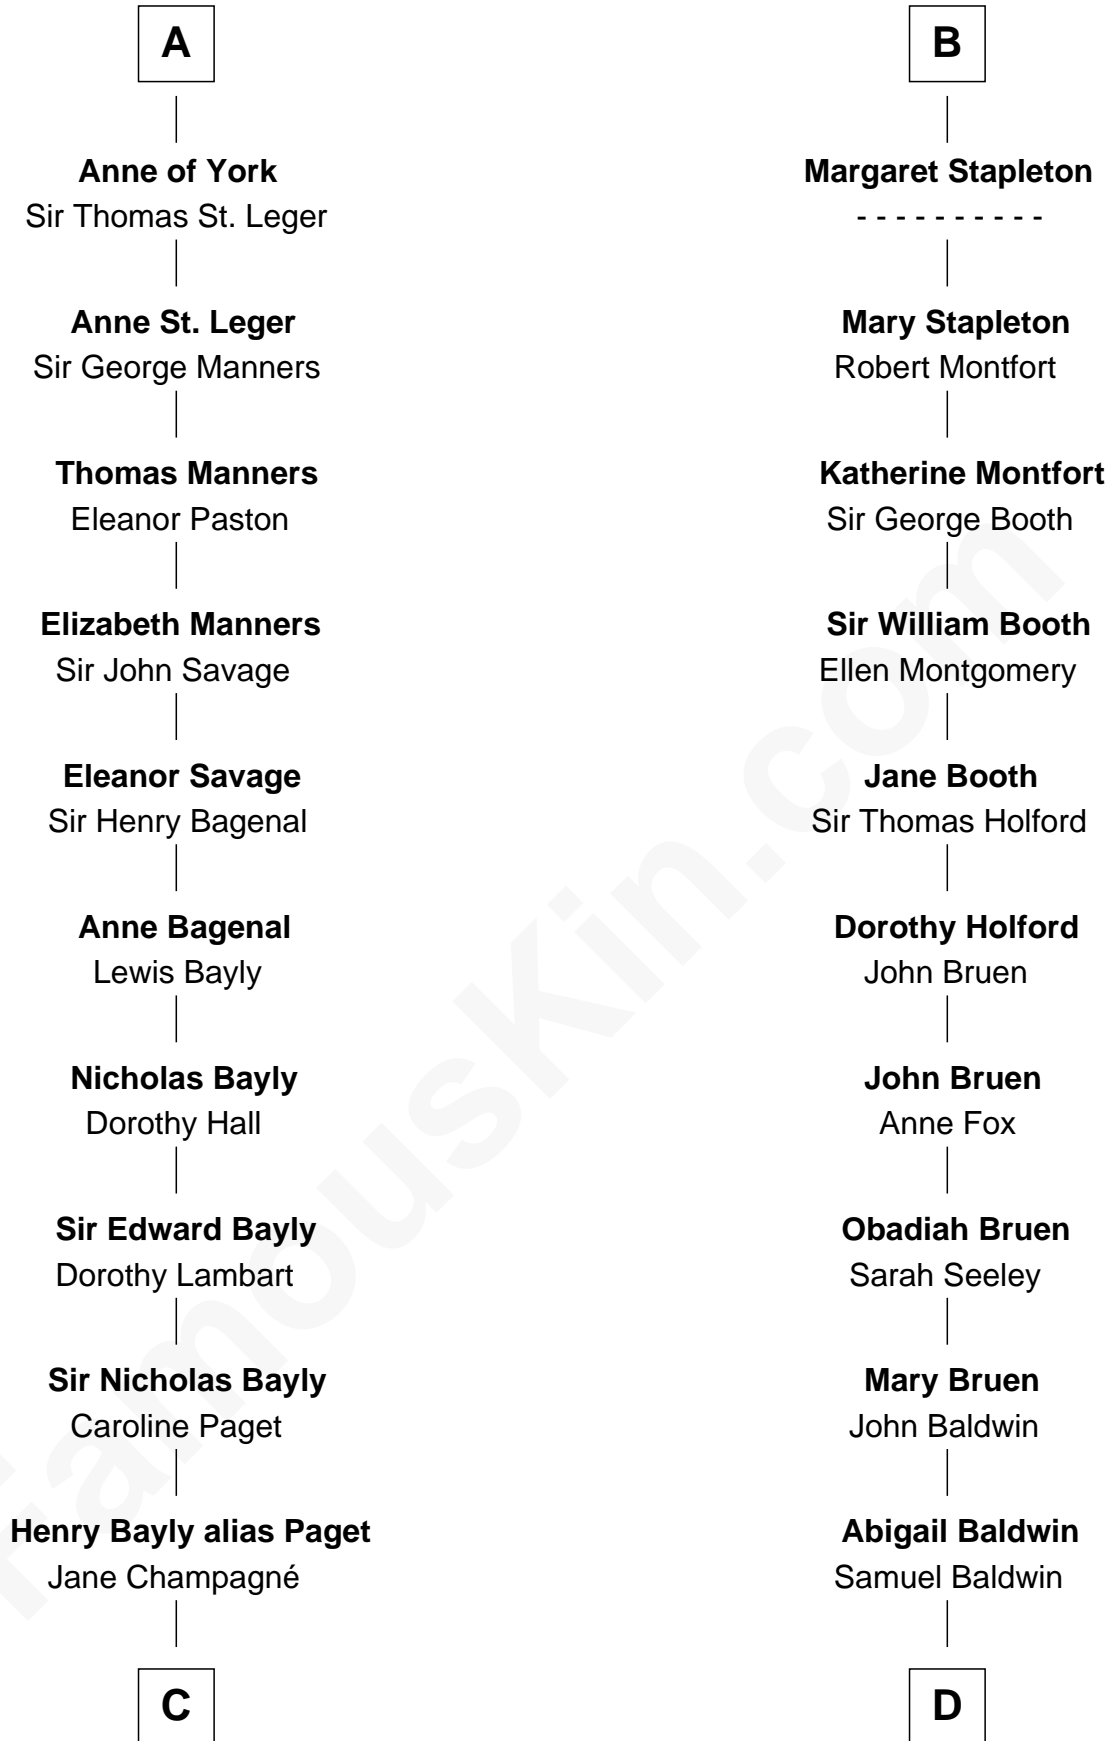 A
Anne of York
Sir Thomas St. Leger
Anne St. Leger
Sir George Manners
Thomas Manners
Eleanor Paston
Elizabeth Manners
Sir John Savage
Eleanor Savage
Sir Henry Bagenal
Anne Bagenal
Lewis Bayly
Nicholas Bayly
Dorothy Hall
Sir Edward Bayly
Dorothy Lambart
Sir Nicholas Bayly
Caroline Paget
Henry Bayly alias Paget
Jane Champagné
C
B
Margaret Stapleton
- - - - - - - - - -
Mary Stapleton
Robert Montfort
Katherine Montfort
Sir George Booth
Sir William Booth
Ellen Montgomery
Jane Booth
Sir Thomas Holford
Dorothy Holford
John Bruen
John Bruen
Anne Fox
Obadiah Bruen
Sarah Seeley
Mary Bruen
John Baldwin
Abigail Baldwin
Samuel Baldwin
D
FamousKin.com